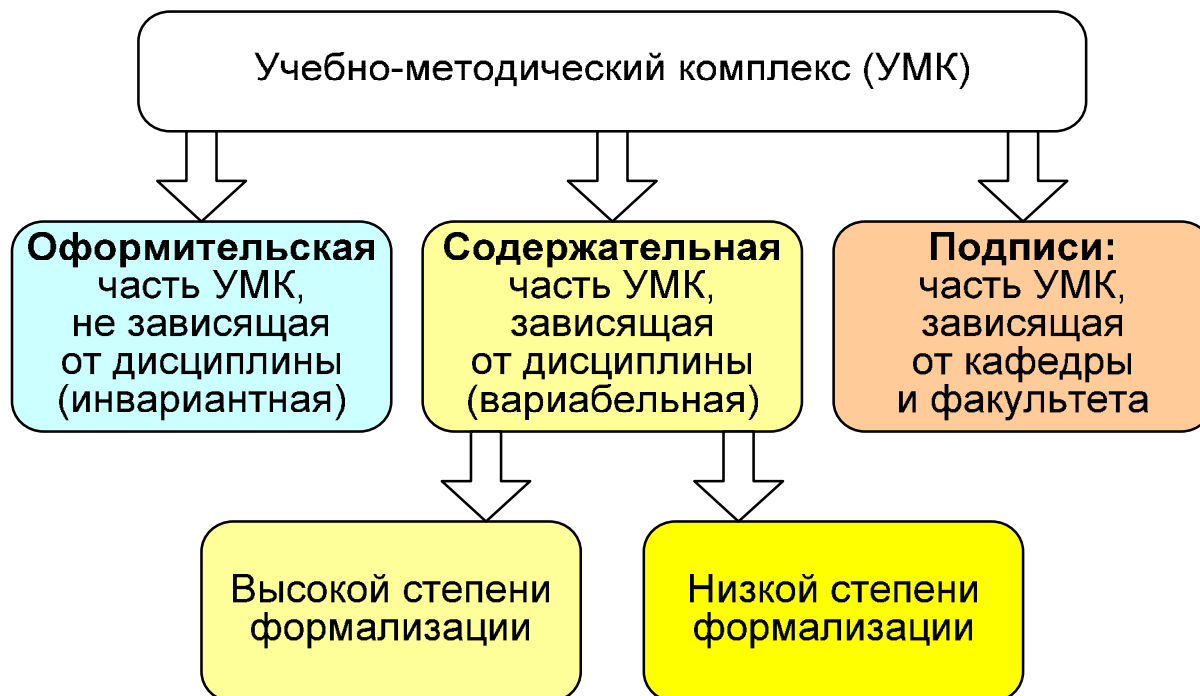 Учебно-методический комплекс (УМК)
Оформительская
часть УМК,
не зависящая
от дисциплины
(инвариантная)
Содержательная
часть УМК,
зависящая
от дисциплины
(вариабельная)
Подписи:
часть УМК,
зависящая
от кафедры
и факультета
Высокой степени
формализации
Низкой степени
формализации